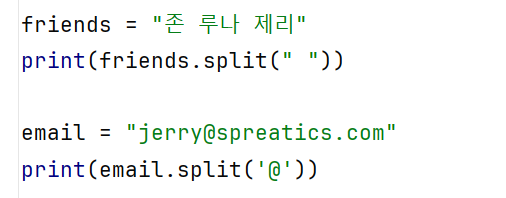 friends = "존 루나 제리"
print(friends.split(" "))
email = "jerry@spreatics.com"
print(email.split('@'))